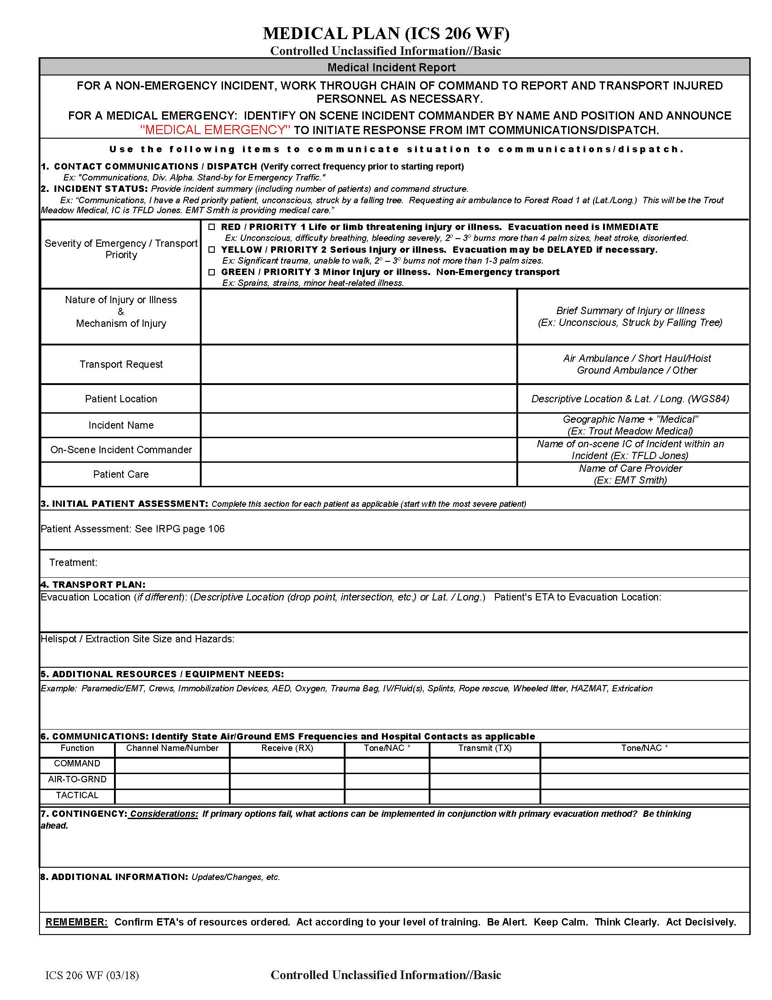 MEDICAL PLAN (ICS 206 WF)
Controlled Unclassified Information//Basic
Medical Incident Report
FOR A NON-EMERGENCY INCIDENT, WORK THROUGH CHAIN OF COMMAND TO REPORT AND TRANSPORT INJURED
PERSONNEL AS NECESSARY.
FOR A MEDICAL EMERGENCY: IDENTIFY ON SCENE INCIDENT COMMANDER BY NAME AND POSITION AND ANNOUNCE
"MEDICAL EMERGENCY" TO INITIATE RESPONSE FROM IMT COMMUNICATIONS/DISPATCH.
Use the following items to communicate situation to communications/dispatch.
1. CONTACT COMMUNICATIONS / DISPATCH (Verify correct frequency prior to starting report)
Ex: "Communications, Div. Alpha. Stand-by for Emergency Traffic."
2. INCIDENT STATUS: Provide incident summary (including number of patients) and command structure.
Ex: “Communications, I have a Red priority patient, unconscious, struck by a falling tree. Requesting air ambulance to Forest Road 1 at (Lat./Long.) This will be the Trout
Meadow Medical, IC is TFLD Jones. EMT Smith is providing medical care.”
Severity of Emergency / Transport
Priority
☐ RED / PRIORITY 1 Life or limb threatening injury or illness. Evacuation need is IMMEDIATE
Ex: Unconscious, difficulty breathing, bleeding severely, 2º – 3º burns more than 4 palm sizes, heat stroke, disoriented.
☐ YELLOW / PRIORITY 2 Serious Injury or illness. Evacuation may be DELAYED if necessary.
Ex: Significant trauma, unable to walk, 2º – 3º burns not more than 1-3 palm sizes.
☐ GREEN / PRIORITY 3 Minor Injury or illness. Non-Emergency transport
Ex: Sprains, strains, minor heat-related illness.
Nature of Injury or Illness
&
Mechanism of Injury
Brief Summary of Injury or Illness
(Ex: Unconscious, Struck by Falling Tree)
Transport Request
Air Ambulance / Short Haul/Hoist
Ground Ambulance / Other
Patient Location
Descriptive Location & Lat. / Long. (WGS84)
Incident Name
Geographic Name + "Medical"
(Ex: Trout Meadow Medical)
On-Scene Incident Commander
Name of on-scene IC of Incident within an
Incident (Ex: TFLD Jones)
Patient Care
Name of Care Provider
(Ex: EMT Smith)
3. INITIAL PATIENT ASSESSMENT: Complete this section for each patient as applicable (start with the most severe patient)
Patient Assessment: See IRPG page 106
Treatment:
4. TRANSPORT PLAN:
Evacuation Location (if different): (Descriptive Location (drop point, intersection, etc.) or Lat. / Long.) Patient's ETA to Evacuation Location:
Helispot / Extraction Site Size and Hazards:
5. ADDITIONAL RESOURCES / EQUIPMENT NEEDS:
Example: Paramedic/EMT, Crews, Immobilization Devices, AED, Oxygen, Trauma Bag, IV/Fluid(s), Splints, Rope rescue, Wheeled litter, HAZMAT, Extrication
6. COMMUNICATIONS: Identify State Air/Ground EMS Frequencies and Hospital Contacts as applicable
Function Channel Name/Number Receive (RX) Tone/NAC * Transmit (TX) Tone/NAC *
COMMAND
AIR-TO-GRND
TACTICAL
7. CONTINGENCY: Considerations: If primary options fail, what actions can be implemented in conjunction with primary evacuation method? Be thinking
ahead.
8. ADDITIONAL INFORMATION: Updates/Changes, etc.
REMEMBER: Confirm ETA's of resources ordered. Act according to your level of training. Be Alert. Keep Calm. Think Clearly. Act Decisively.
ICS 206 WF (03/18) Controlled Unclassified Information//Basic